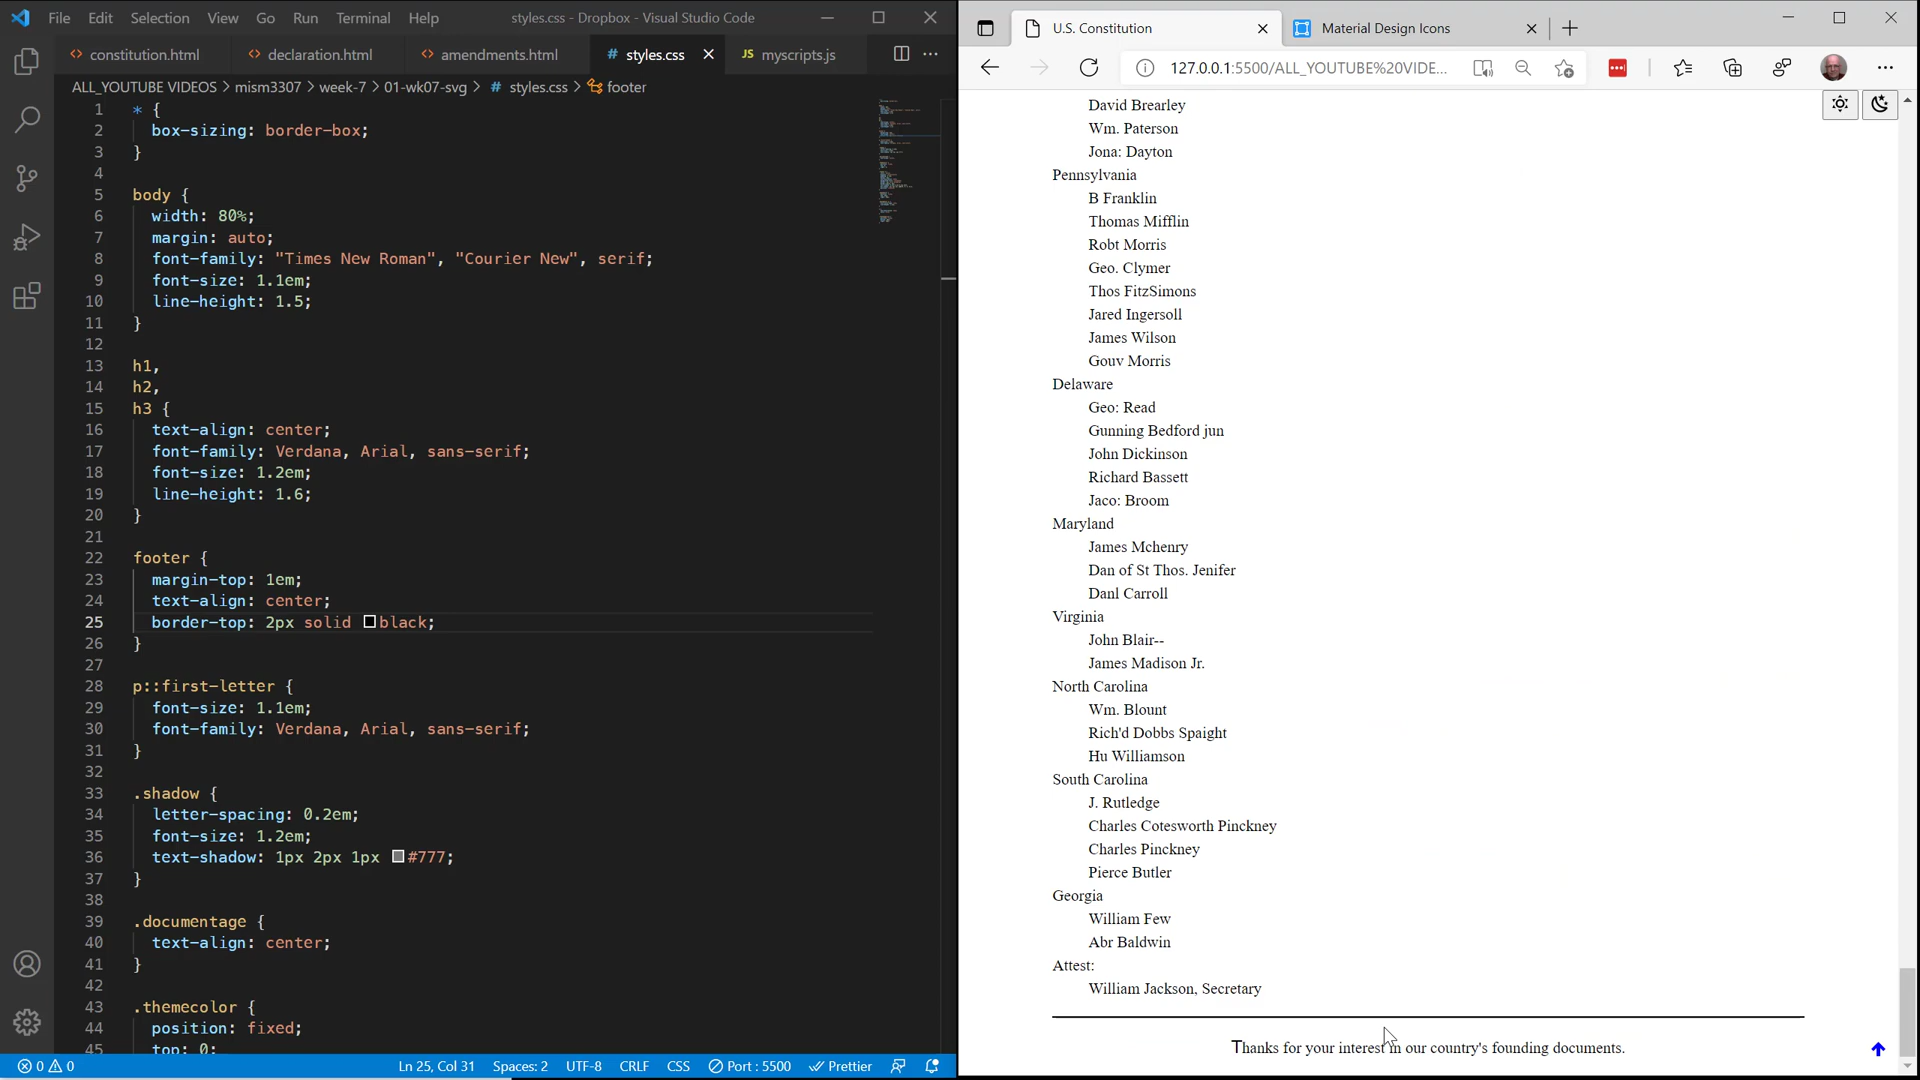 File Edit Selection View Go Run Terminal Help styles.css - Dropbox - Visual Studio Code
constitution.html declaration.html amendments.html # styles.css JS myscripts.js
ALL_YOUTUBE VIDEOS > mism3307 > week-7 > 01-wk07-svg > # styles.css > footer
1 * {
2 box-sizing: border-box;
3 }
4
5 body {
6 width: 80%;
7 margin: auto;
8 font-family: "Times New Roman", "Courier New", serif;
9 font-size: 1.1em;
10 line-height: 1.5;
11 }
12
13 h1,
14 h2,
15 h3 {
16 text-align: center;
17 font-family: Verdana, Arial, sans-serif;
18 font-size: 1.2em;
19 line-height: 1.6;
20 }
21
22 footer {
23 margin-top: 1em;
24 text-align: center;
25 border-top: 2px solid black;
26 }
27
28 p::first-letter {
29 font-size: 1.1em;
30 font-family: Verdana, Arial, sans-serif;
31 }
32
33 .shadow {
34 letter-spacing: 0.2em;
35 font-size: 1.2em;
36 text-shadow: 1px 2px 1px #777;
37 }
38
39 .documentage {
40 text-align: center;
41 }
42
43 .themecolor {
44 position: fixed;
45 top: 0;
0 0 Ln 25, Col 31 Spaces: 2 UTF-8 CRLF CSS Port : 5500 Prettier
U.S. Constitution Material Design Icons
127.0.0.1:5500/ALL_YOUTUBE%20VIDE...
David Brearley
Wm. Paterson
Jona: Dayton
Pennsylvania
B Franklin
Thomas Mifflin
Robt Morris
Geo. Clymer
Thos FitzSimons
Jared Ingersoll
James Wilson
Gouv Morris
Delaware
Geo: Read
Gunning Bedford jun
John Dickinson
Richard Bassett
Jaco: Broom
Maryland
James Mchenry
Dan of St Thos. Jenifer
Danl Carroll
Virginia
John Blair--
James Madison Jr.
North Carolina
Wm. Blount
Rich'd Dobbs Spaight
Hu Williamson
South Carolina
J. Rutledge
Charles Cotesworth Pinckney
Charles Pinckney
Pierce Butler
Georgia
William Few
Abr Baldwin
Attest:
William Jackson, Secretary
Thanks for your interest in our country's founding documents.